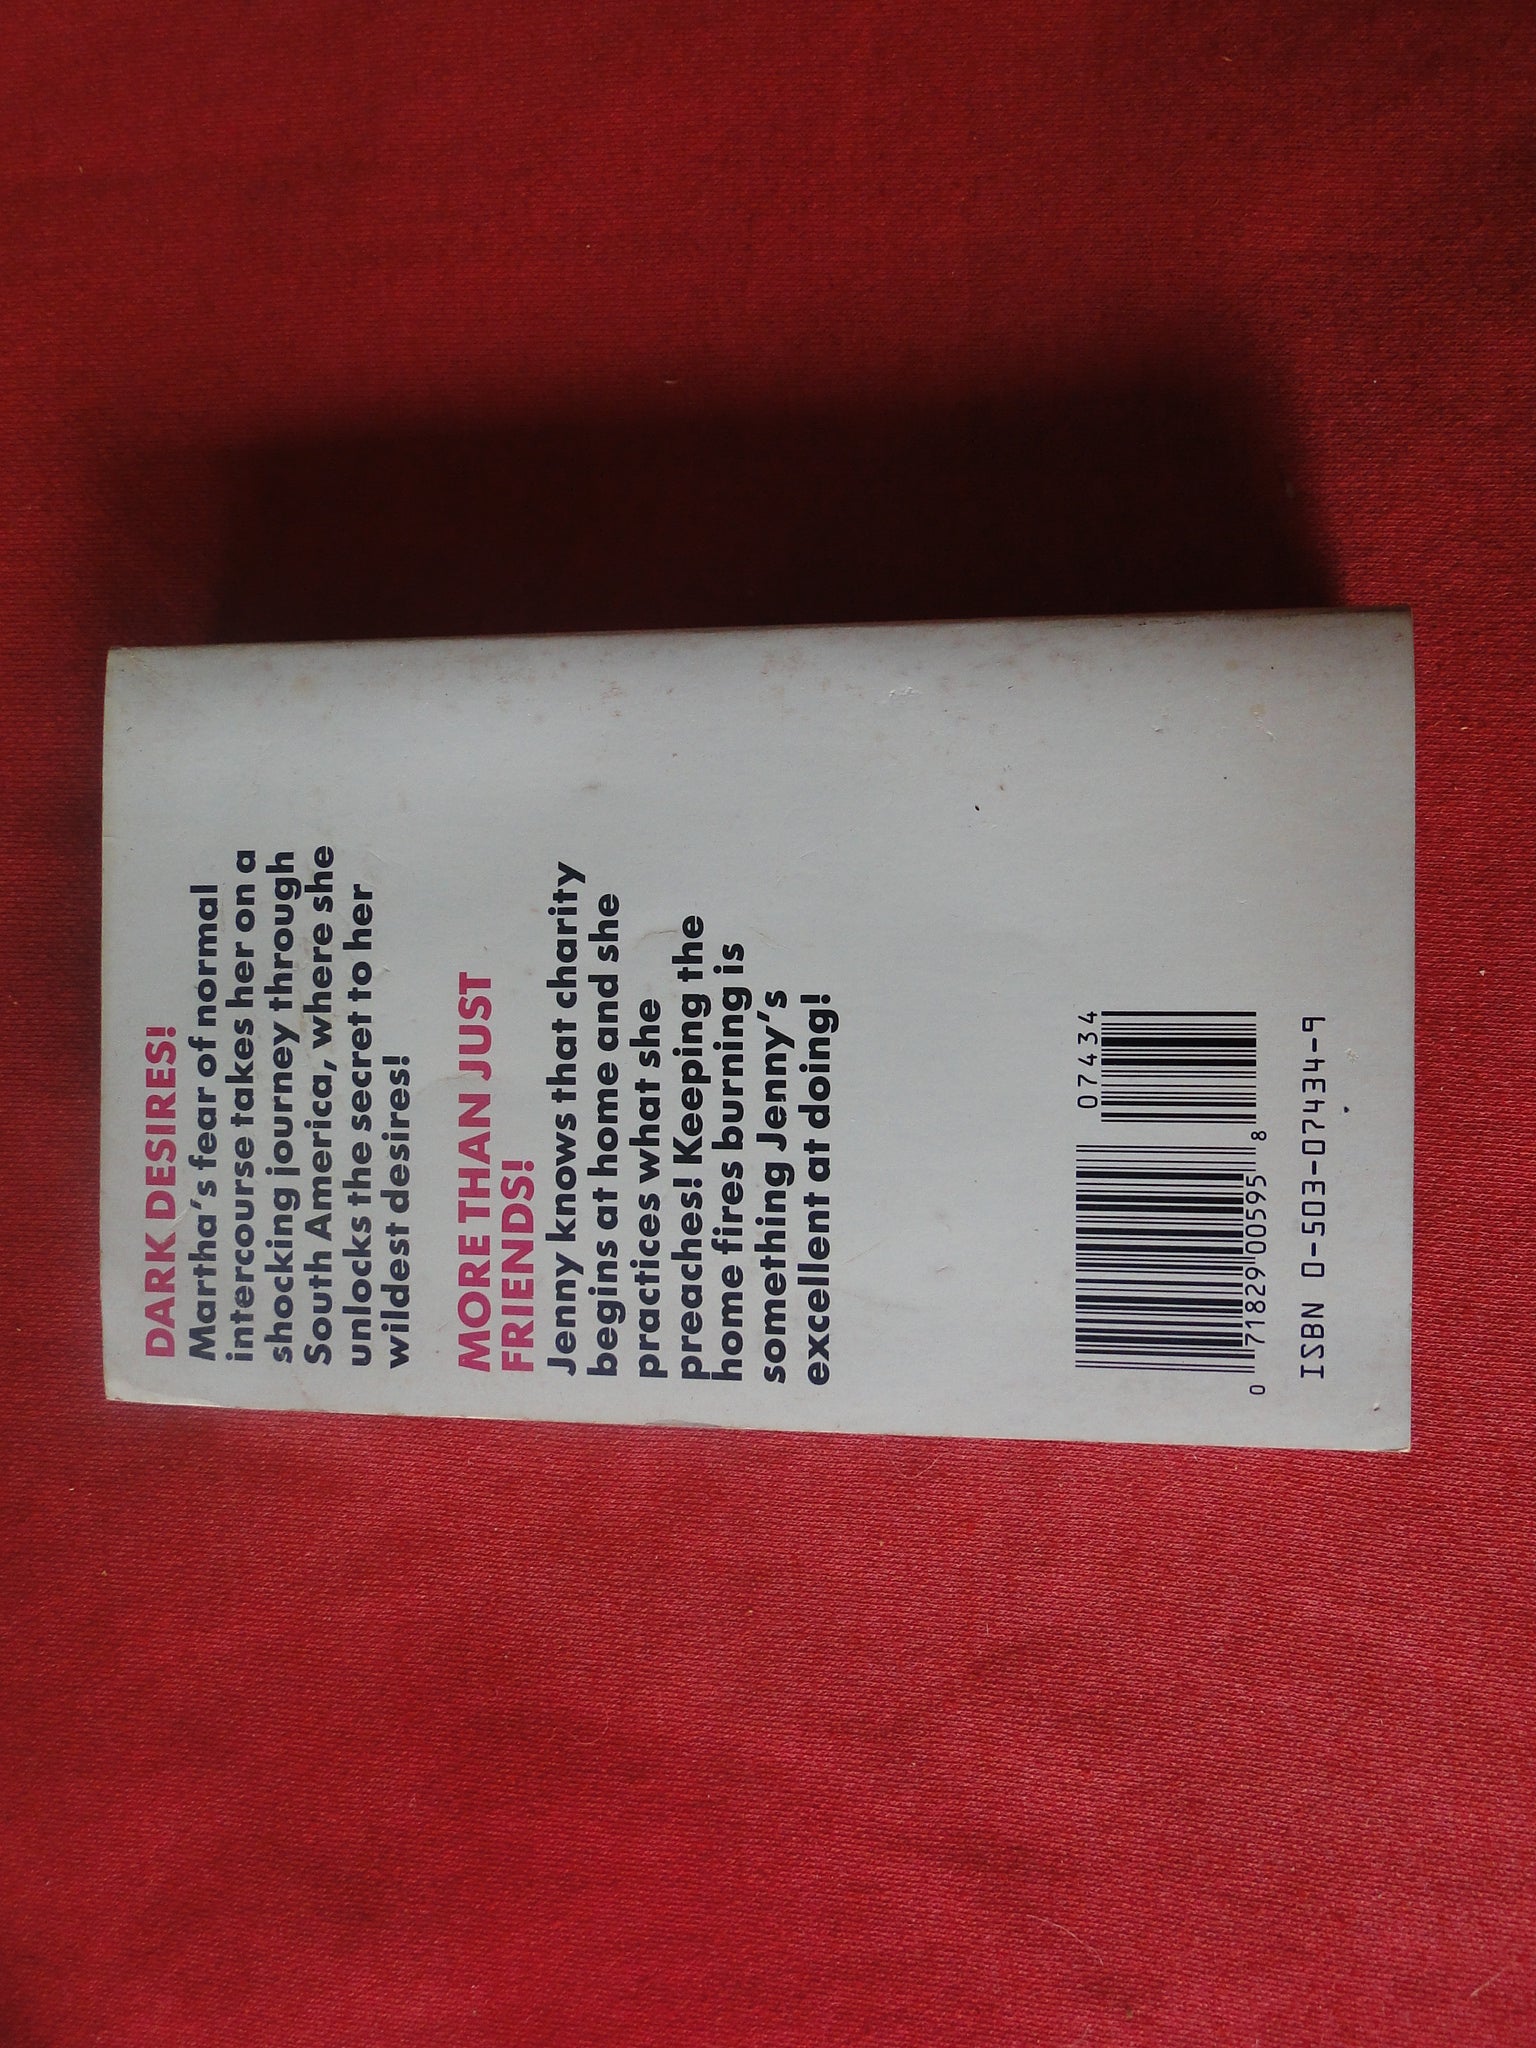 DARK DESIRES!
Martha's fear of normal
intercourse takes her on a
shocking journey through
South America, where she
unlocks the secret to her
wildest desires!
MORE THAN JUST
FRIENDS!
Jenny knows that charity
begins at home and she
practices what she
preaches! Keeping the
home fires burning is
something Jenny's
excellent at doing!
07434
0 71829 00595 8
ISBN 0-503-07434-9